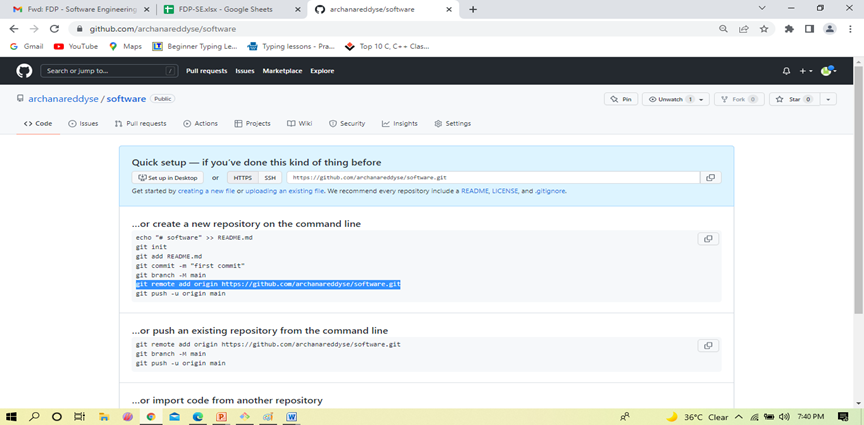 Fwd: FDP - Software Engineering
FDP-SE.xlsx - Google Sheets
archanareddyse/software
github.com/archanareddyse/software
Gmail
YouTube
Maps
Beginner Typing Le...
Typing lessons - Pra...
Top 10 C, C++ Clas...
Search or jump to...
/
Pull requests
Issues
Marketplace
Explore
archanareddyse / software
Public
Pin
Unwatch 1
Fork 0
Star 0
Code
Issues
Pull requests
Actions
Projects
Wiki
Security
Insights
Settings
Quick setup — if you've done this kind of thing before
Set up in Desktop
or
HTTPS
SSH
https://github.com/archanareddyse/software.git
Get started by creating a new file or uploading an existing file. We recommend every repository include a README, LICENSE, and .gitignore.
...or create a new repository on the command line
echo "# software" >> README.md
git init
git add README.md
git commit -m "first commit"
git branch -M main
git remote add origin https://github.com/archanareddyse/software.git
git push -u origin main
...or push an existing repository from the command line
git remote add origin https://github.com/archanareddyse/software.git
git branch -M main
git push -u origin main
...or import code from another repository
36°C Clear
7:40 PM